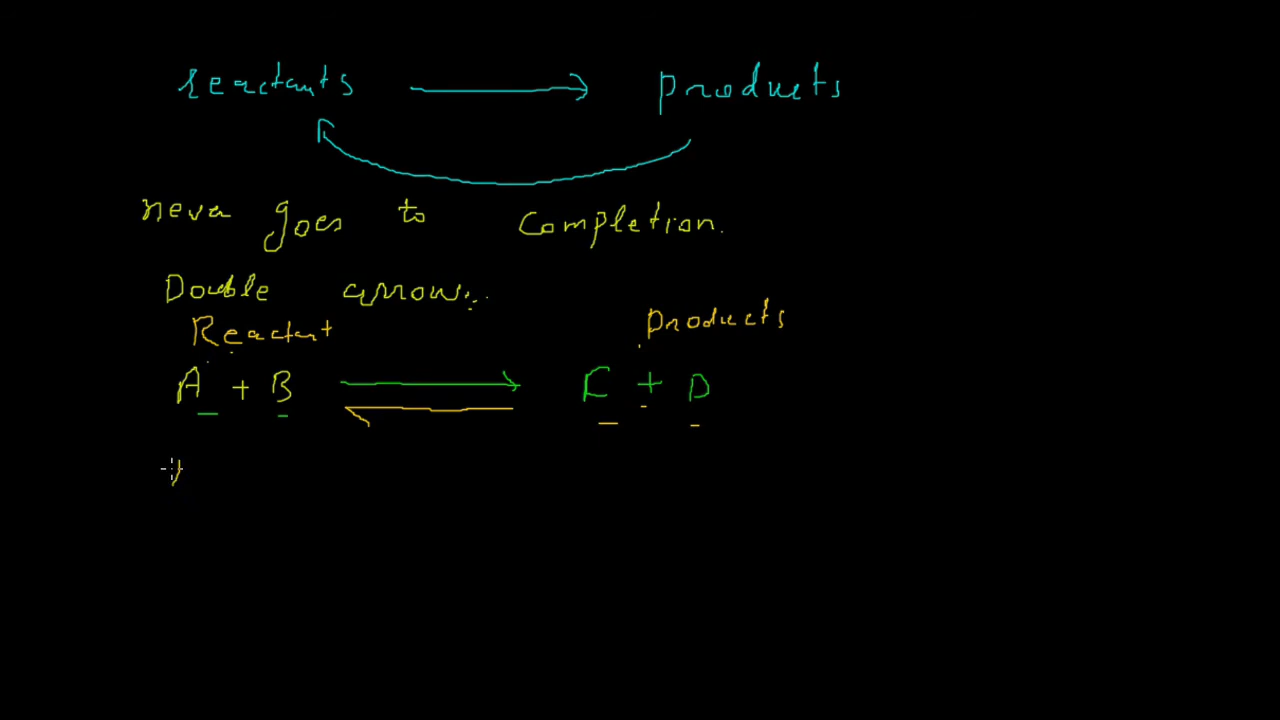 reactants → products
never goes to completion.
Double arrow.
Reactant products
A + B ⇌ C + D